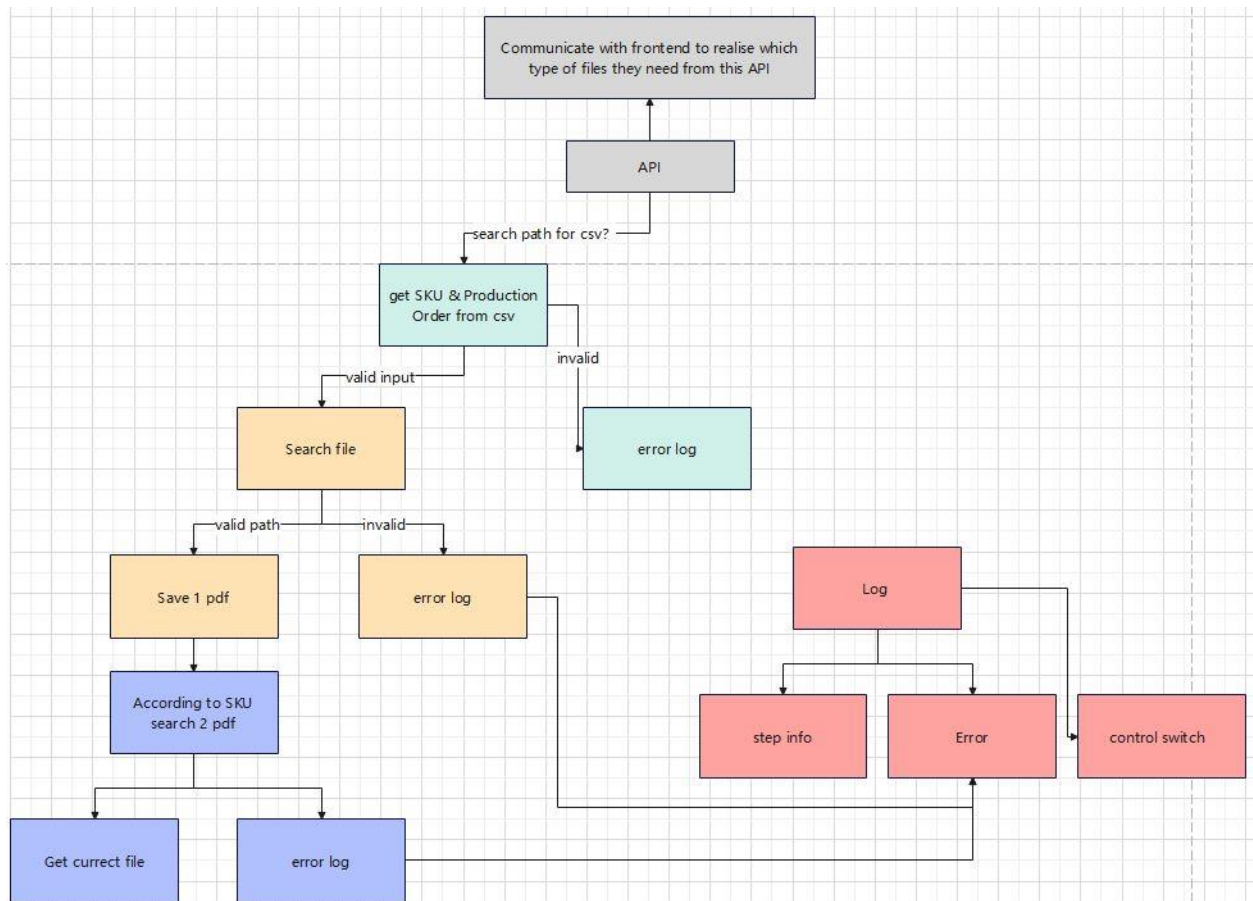 Communicate with frontend to realise which
type of files they need from this API
API
search path for csv?
get SKU & Production
Order from csv
valid input
invalid
Search file
error log
valid path
invalid
Save 1 pdf
error log
Log
According to SKU
search 2 pdf
step info
Error
control switch
Get currect file
error log